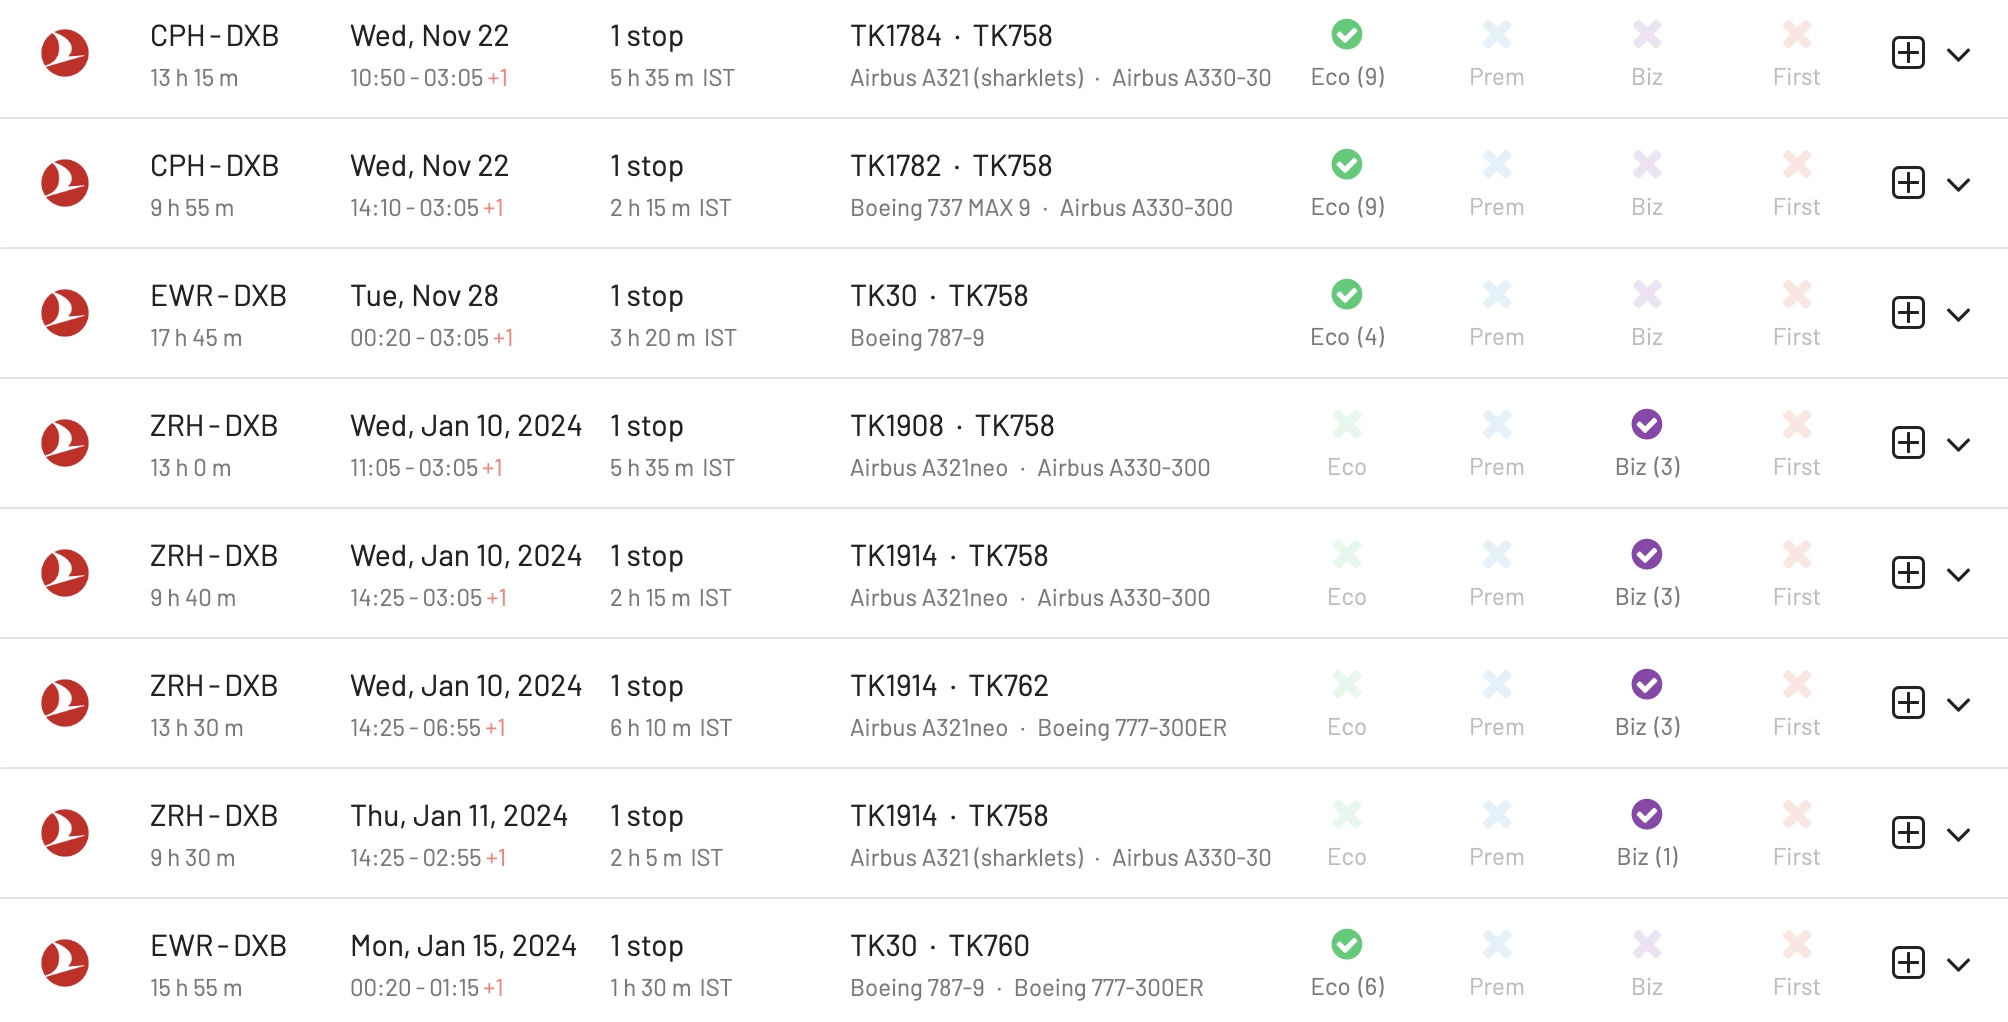 CPH - DXB Wed, Nov 22 1 stop TK1784 · TK758
13 h 15 m 10:50 - 03:05 +1 5 h 35 m IST Airbus A321 (sharklets) · Airbus A330-30 Eco (9) Prem Biz First
CPH - DXB Wed, Nov 22 1 stop TK1782 · TK758
9 h 55 m 14:10 - 03:05 +1 2 h 15 m IST Boeing 737 MAX 9 · Airbus A330-300 Eco (9) Prem Biz First
EWR - DXB Tue, Nov 28 1 stop TK30 · TK758
17 h 45 m 00:20 - 03:05 +1 3 h 20 m IST Boeing 787-9 Eco (4) Prem Biz First
ZRH - DXB Wed, Jan 10, 2024 1 stop TK1908 · TK758
13 h 0 m 11:05 - 03:05 +1 5 h 35 m IST Airbus A321neo · Airbus A330-300 Eco Prem Biz (3) First
ZRH - DXB Wed, Jan 10, 2024 1 stop TK1914 · TK758
9 h 40 m 14:25 - 03:05 +1 2 h 15 m IST Airbus A321neo · Airbus A330-300 Eco Prem Biz (3) First
ZRH - DXB Wed, Jan 10, 2024 1 stop TK1914 · TK762
13 h 30 m 14:25 - 06:55 +1 6 h 10 m IST Airbus A321neo · Boeing 777-300ER Eco Prem Biz (3) First
ZRH - DXB Thu, Jan 11, 2024 1 stop TK1914 · TK758
9 h 30 m 14:25 - 02:55 +1 2 h 5 m IST Airbus A321 (sharklets) · Airbus A330-30 Eco Prem Biz (1) First
EWR - DXB Mon, Jan 15, 2024 1 stop TK30 · TK760
15 h 55 m 00:20 - 01:15 +1 1 h 30 m IST Boeing 787-9 · Boeing 777-300ER Eco (6) Prem Biz First